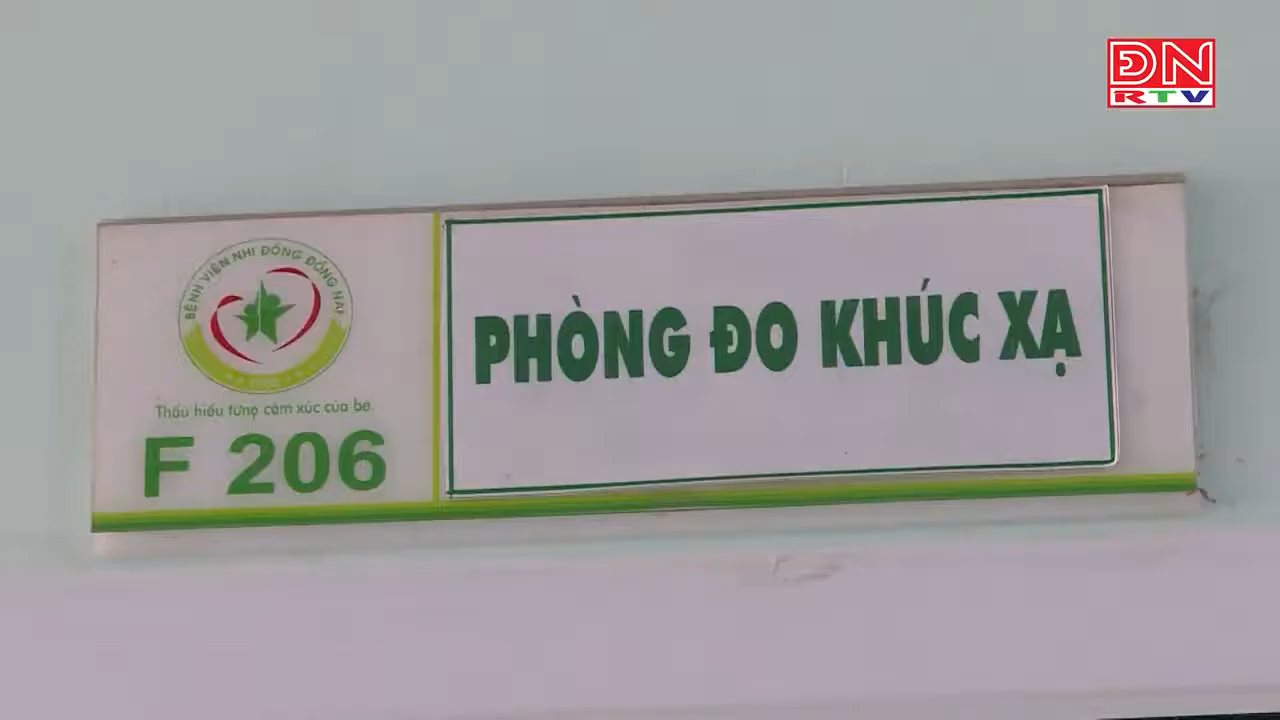 ĐN
RTV
BỆNH VIỆN NHI ĐỒNG ĐỒNG NAI
Thấu hiểu từng cảm xúc của bé.
F 206
PHÒNG ĐO KHÚC XẠ